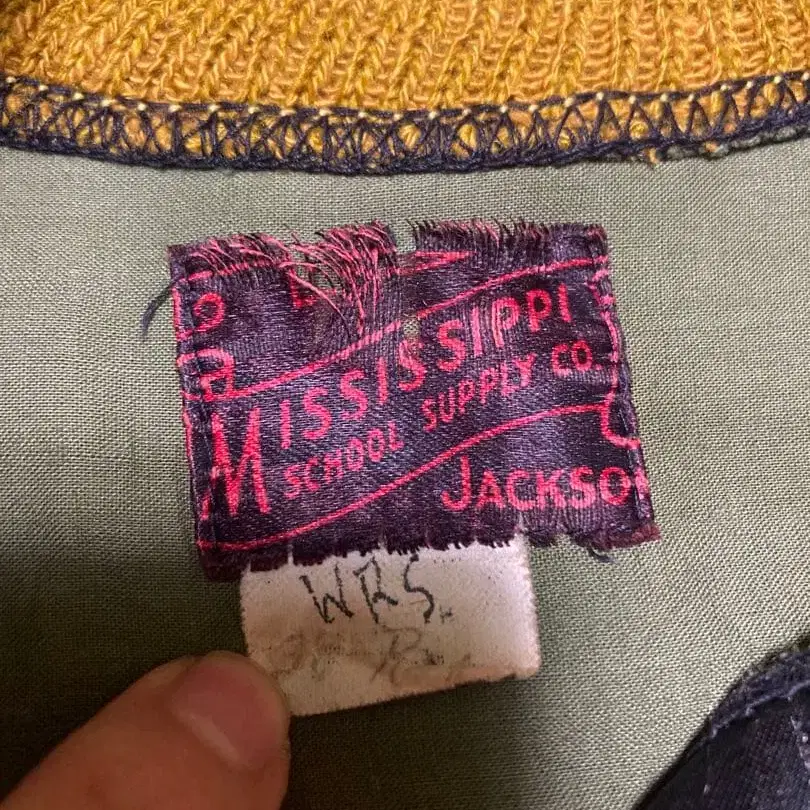 MISSISSIPPI
SCHOOL SUPPLY CO.
JACKSO
WRS.